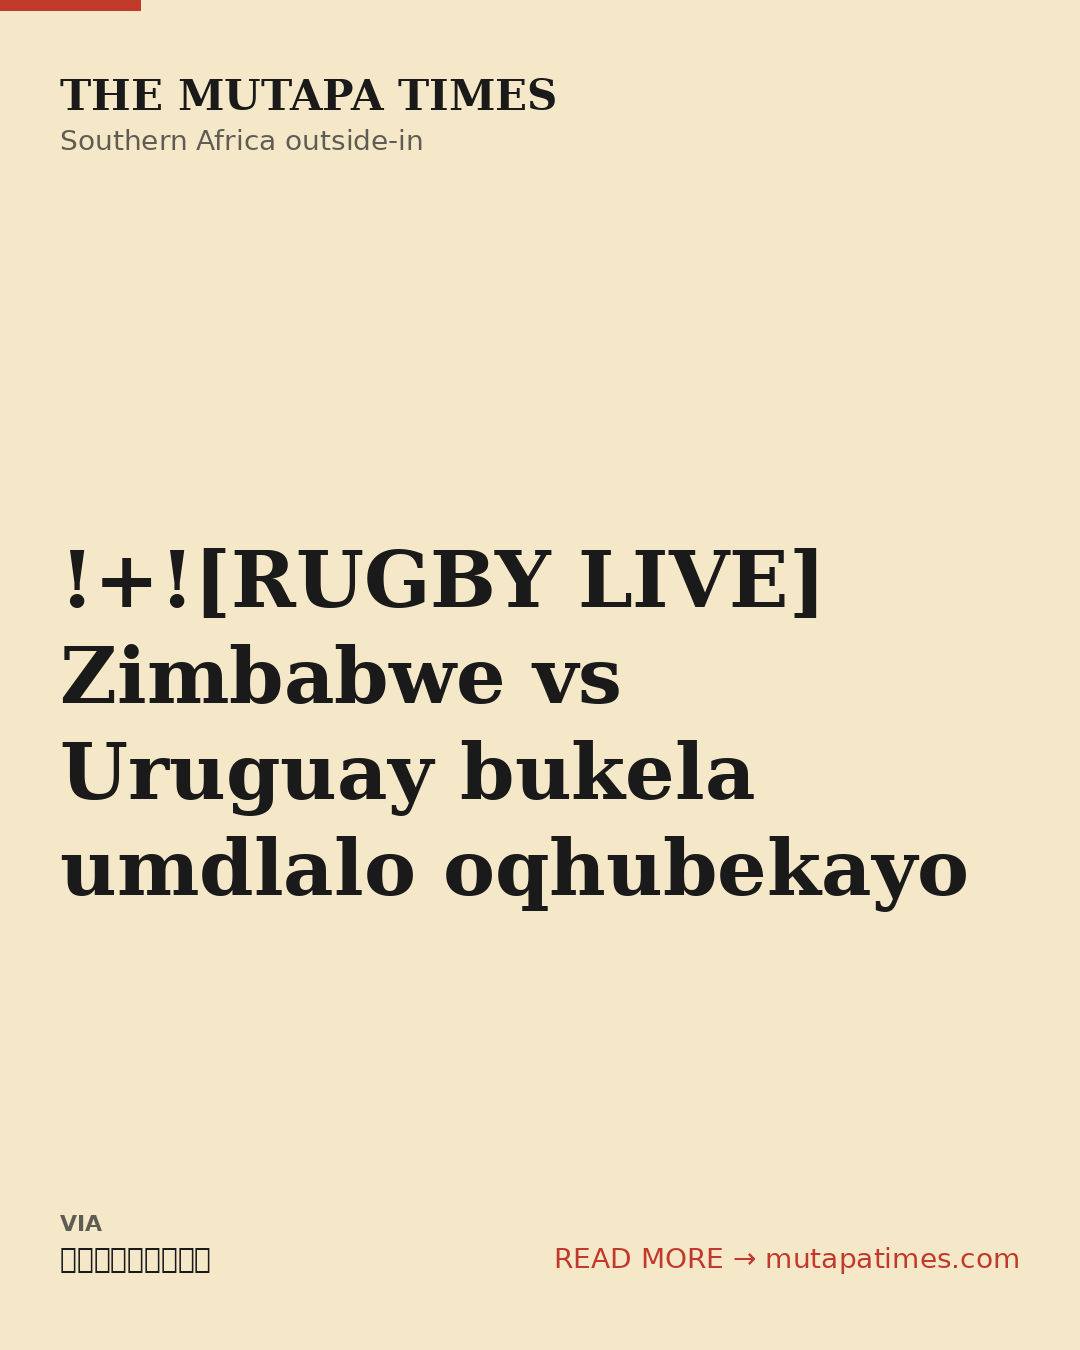 THE MUTAPA TIMES
Southern Africa outside-in
!+![RUGBY LIVE]
Zimbabwe vs
Uruguay bukela
umdlalo oqhubekayo
VIA
READ MORE → mutapatimes.com